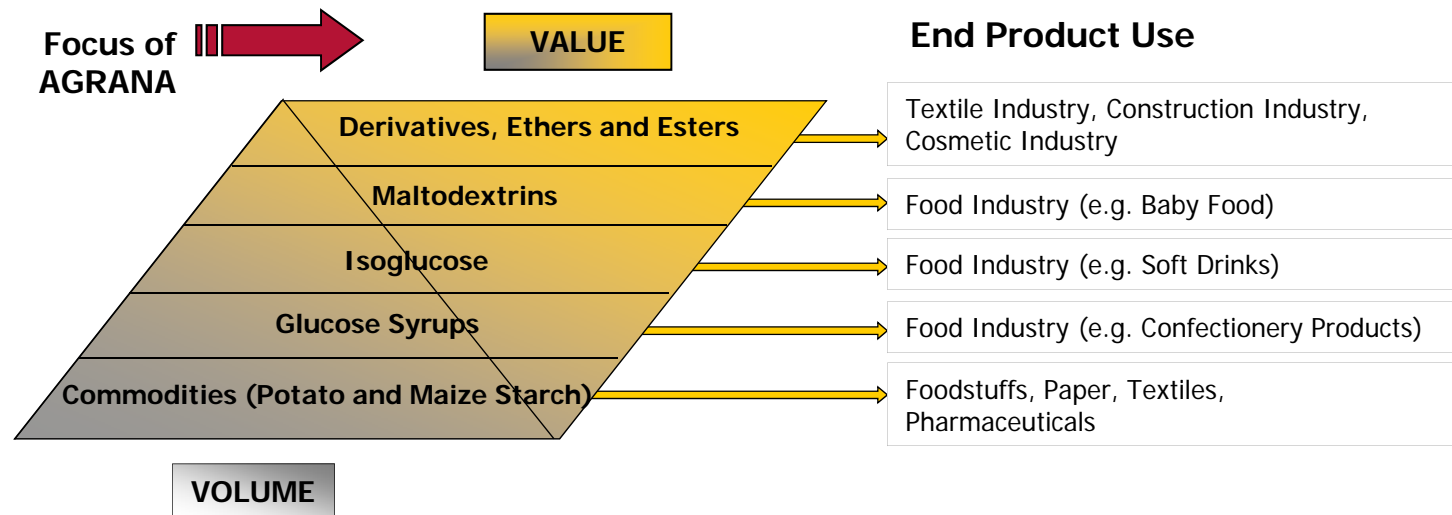 Focus of
AGRANA
VALUE
End Product Use
Derivatives, Ethers and Esters
Textile Industry, Construction Industry,
Cosmetic Industry
Maltodextrins
Food Industry (e.g. Baby Food)
Isoglucose
Food Industry (e.g. Soft Drinks)
Glucose Syrups
Food Industry (e.g. Confectionery Products)
Commodities (Potato and Maize Starch)
Foodstuffs, Paper, Textiles,
Pharmaceuticals
VOLUME